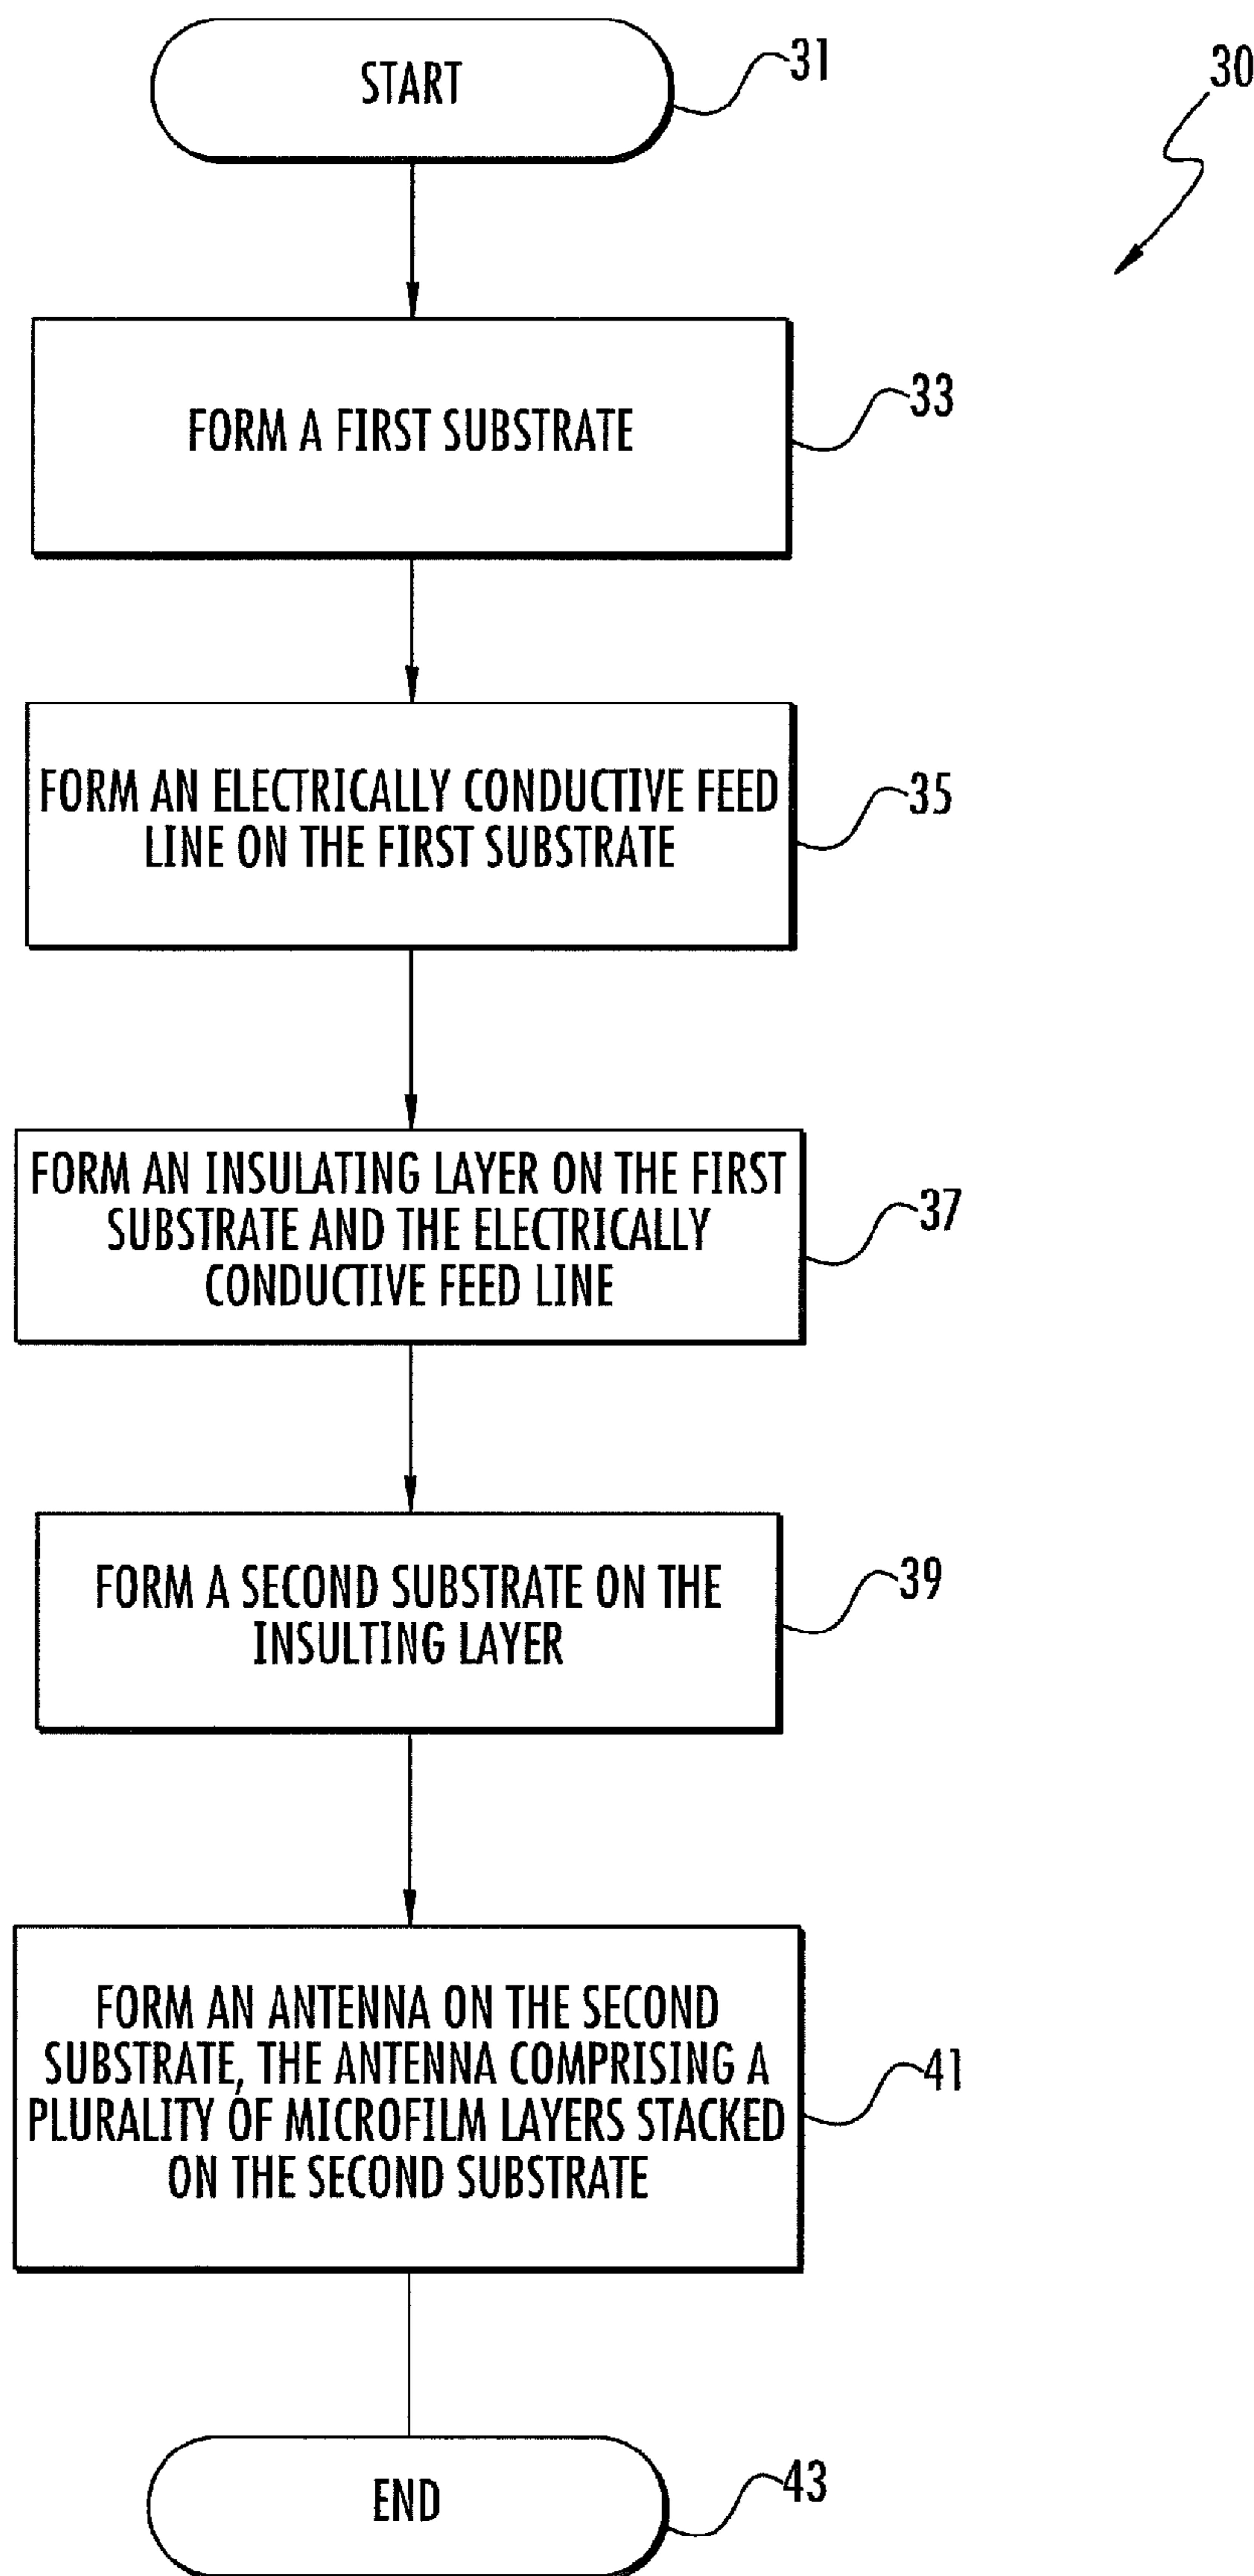 START
31
30
FORM A FIRST SUBSTRATE
33
FORM AN ELECTRICALLY CONDUCTIVE FEED
LINE ON THE FIRST SUBSTRATE
35
FORM AN INSULATING LAYER ON THE FIRST
SUBSTRATE AND THE ELECTRICALLY
CONDUCTIVE FEED LINE
37
FORM A SECOND SUBSTRATE ON THE
INSULTING LAYER
39
FORM AN ANTENNA ON THE SECOND
SUBSTRATE, THE ANTENNA COMPRISING A
PLURALITY OF MICROFILM LAYERS STACKED
ON THE SECOND SUBSTRATE
41
END
43